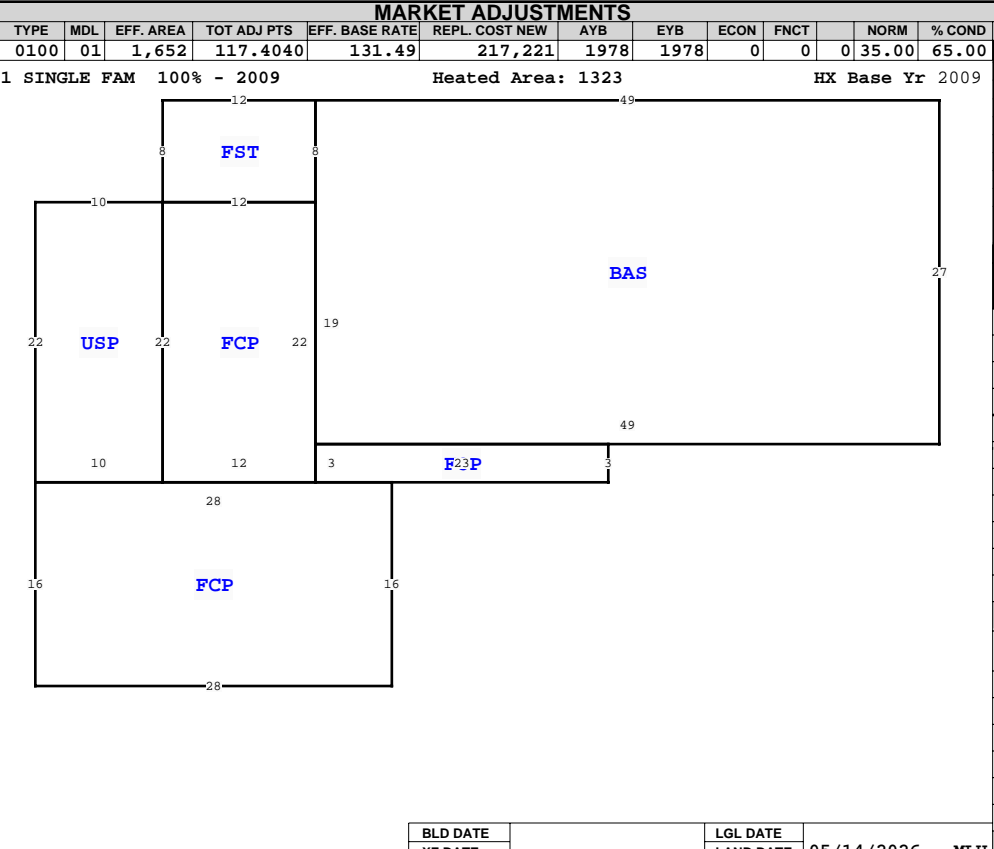 MARKET ADJUSTMENTS
TYPE MDL EFF. AREA TOT ADJ PTS EFF. BASE RATE REPL. COST NEW AYB EYB ECON FNCT NORM % COND
0100 01 1,652 117.4040 131.49 217,221 1978 1978 0 0 0 35.00 65.00
1 SINGLE FAM 100% - 2009 Heated Area: 1323 HX Base Yr 2009
12 49
8 FST 8
10 12
BAS 27
19
22 USP 22 FCP 22
49
10 12 3 23 3
28
16 FCP 16
28
BLD DATE LGL DATE